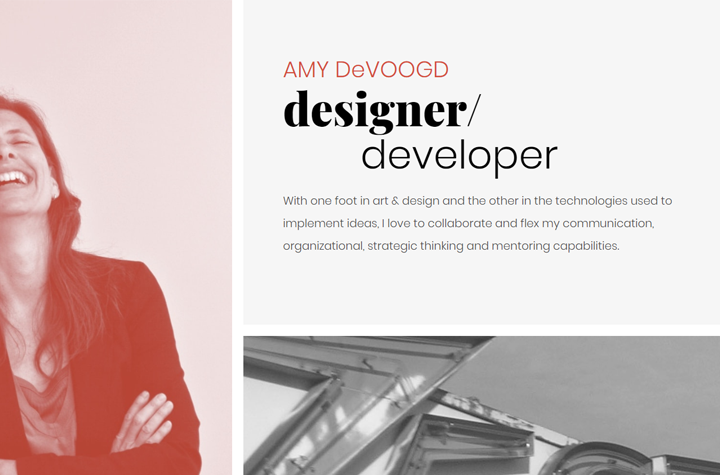 AMY DeVOOGD
designer/
developer
With one foot in art & design and the other in the technologies used to
implement ideas, I love to collaborate and flex my communication,
organizational, strategic thinking and mentoring capabilities.